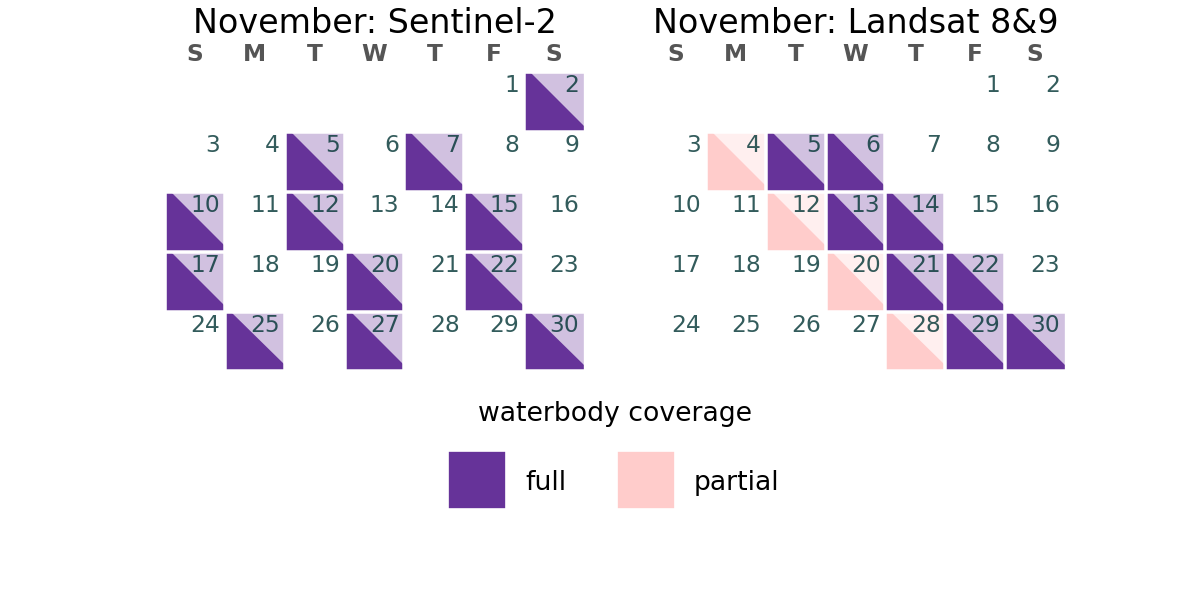 November: Sentinel-2
S M T W T F S
1 2
3 4 5 6 7 8 9
10 11 12 13 14 15 16
17 18 19 20 21 22 23
24 25 26 27 28 29 30
November: Landsat 8&9
S M T W T F S
1 2
3 4 5 6 7 8 9
10 11 12 13 14 15 16
17 18 19 20 21 22 23
24 25 26 27 28 29 30
waterbody coverage
full
partial